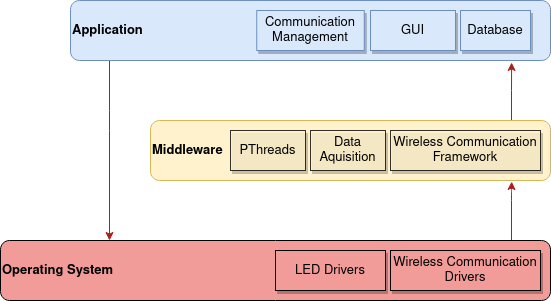 Application
Communication
Management
GUI
Database
Middleware
PThreads
Data
Aquisition
Wireless Communication
Framework
Operating System
LED Drivers
Wireless Communication
Drivers